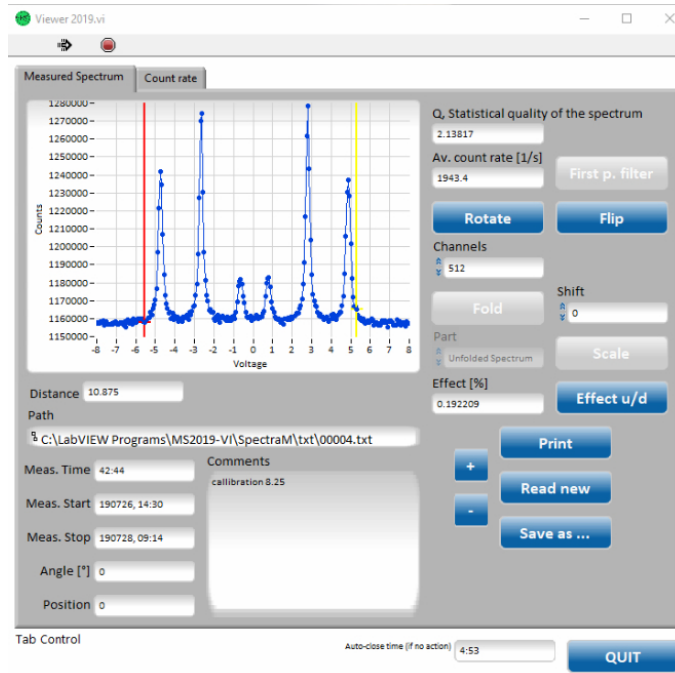 Viewer 2019.vi
Measured Spectrum
Count rate
1280000
1270000
1260000
1250000
1240000
1230000
1220000
1210000
1200000
1190000
1180000
1170000
1160000
1150000
Counts
-8 -7 -6 -5 -4 -3 -2 -1 0 1 2 3 4 5 6 7 8
Voltage
Q, Statistical quality of the spectrum
2.13817
Av. count rate [1/s]
1943.4
First p. filter
Rotate
Flip
Channels
512
Fold
Shift
0
Part
Unfolded Spectrum
Scale
Effect [%]
0.192209
Effect u/d
Distance 10.875
Path
C:\LabVIEW Programs\MS2019-VI\SpectraM\txt\00004.txt
Meas. Time 42:44
Meas. Start 190726, 14:30
Meas. Stop 190728, 09:14
Angle [°] 0
Position 0
Comments
callibration 8.25
+
-
Print
Read new
Save as ...
Tab Control
Auto-close time (if no action) 4:53
QUIT